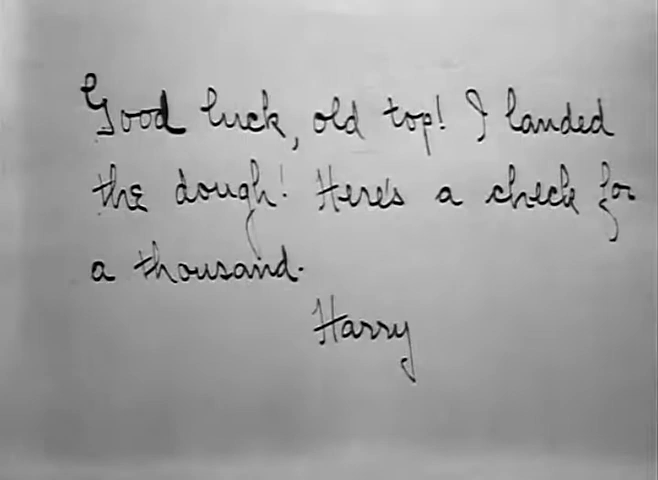 Good luck, old top! I landed
the dough! Here's a check for
a thousand.
Harry